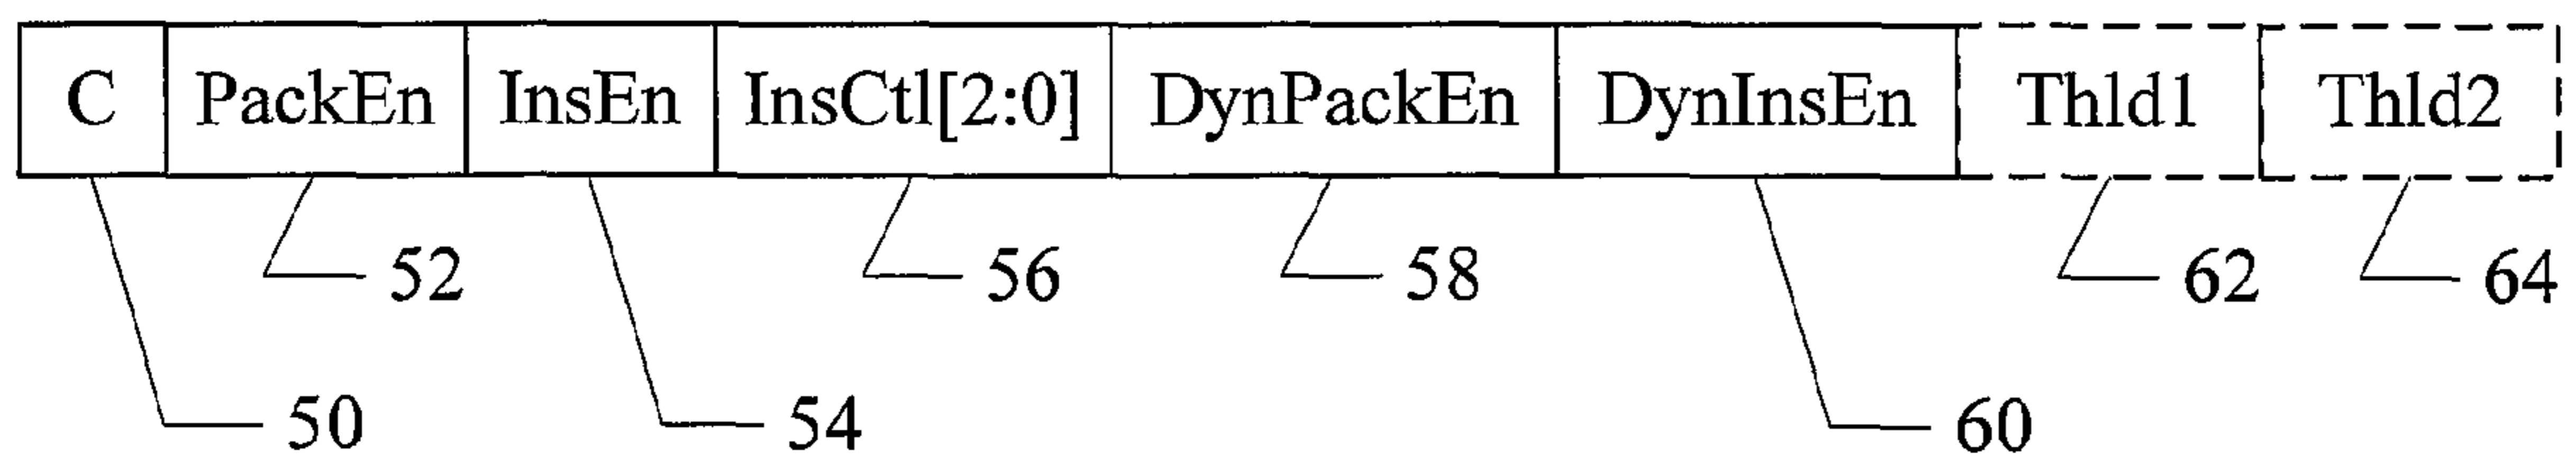 C PackEn InsEn InsCtl[2:0] DynPackEn DynInsEn Thld1 Thld2
52 56 58 62 64
50 54 60